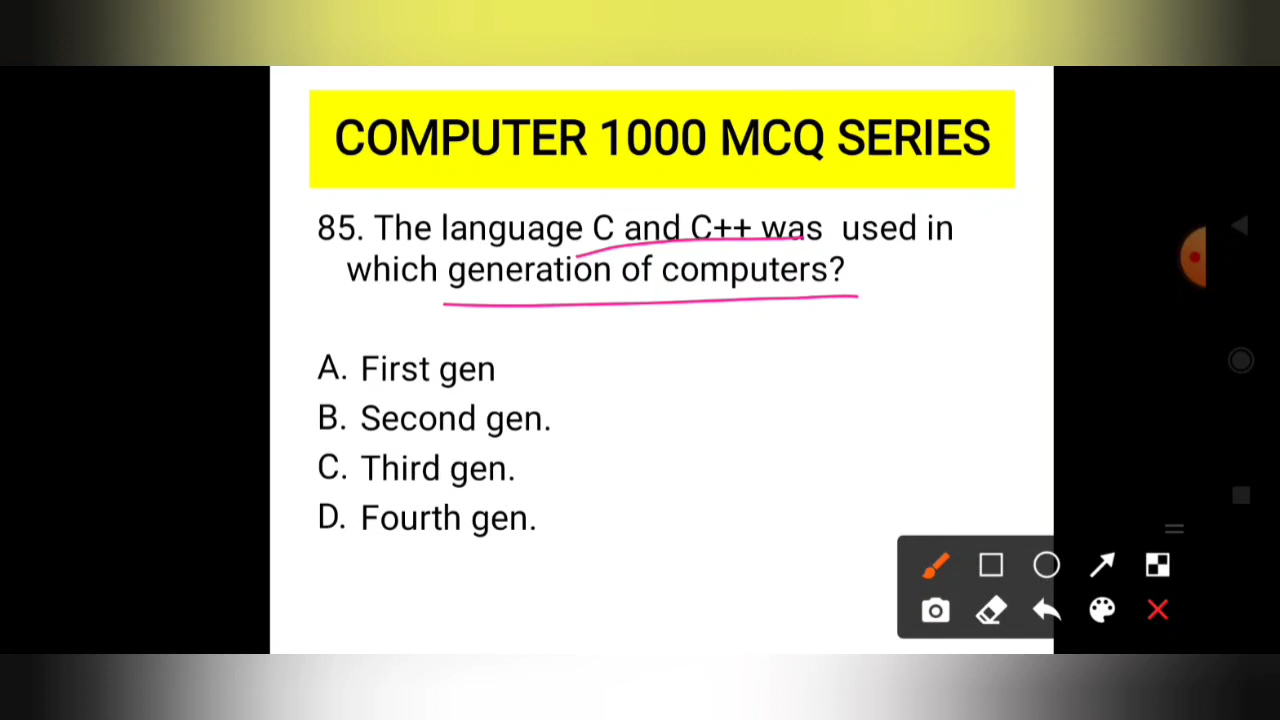 COMPUTER 1000 MCQ SERIES
85. The language C and C++ was used in
which generation of computers?
A. First gen
B. Second gen.
C. Third gen.
D. Fourth gen.